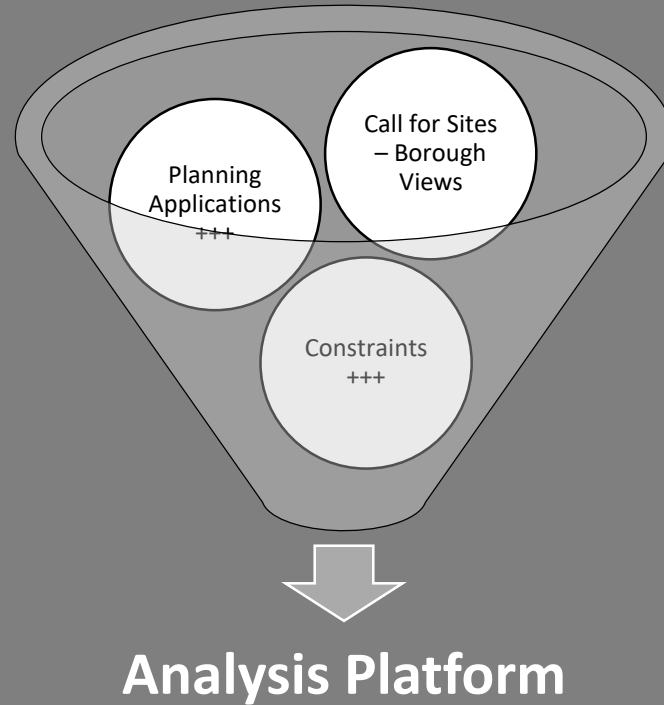 Planning
Applications
+++
Call for Sites
– Borough
Views
Constraints
+++
Analysis Platform